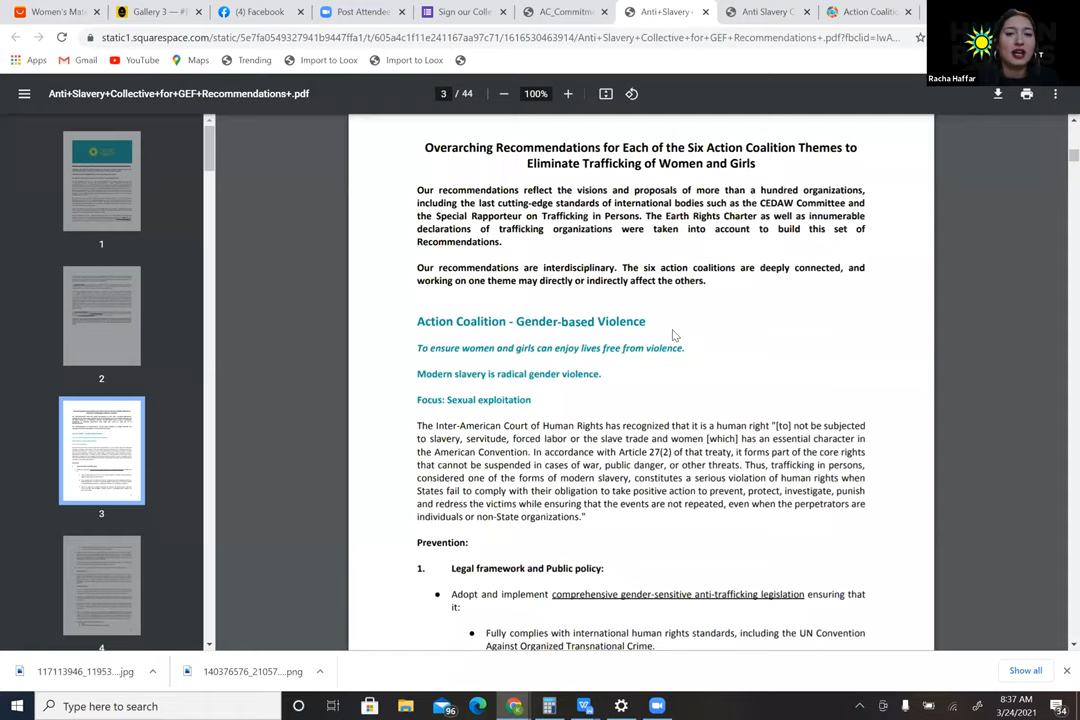 Women's Mat
Gallery 3 — #
(4) Facebook
Post Attendee
Sign our Colle
AC_Commitm
Anti+Slavery
Anti Slavery C
Action Coaliti
static1.squarespace.com/static/5e7fa0549327941b9447ffa1/t/605a4c1f11e241167aa97c71/1616530463914/Anti+Slavery+Collective+for+GEF+Recommendations+.pdf?fbclid=IwA...
Apps
Gmail
YouTube
Maps
Trending
Import to Loox
Import to Loox
Racha Haffar
Anti+Slavery+Collective+for+GEF+Recommendations+.pdf
3 / 44
100%
1
2
3
4
Overarching Recommendations for Each of the Six Action Coalition Themes to
Eliminate Trafficking of Women and Girls
Our recommendations reflect the visions and proposals of more than a hundred organizations,
including the last cutting-edge standards of international bodies such as the CEDAW Committee and
the Special Rapporteur on Trafficking in Persons. The Earth Rights Charter as well as innumerable
declarations of trafficking organizations were taken into account to build this set of
Recommendations.
Our recommendations are interdisciplinary. The six action coalitions are deeply connected, and
working on one theme may directly or indirectly affect the others.
Action Coalition - Gender-based Violence
To ensure women and girls can enjoy lives free from violence.
Modern slavery is radical gender violence.
Focus: Sexual exploitation
The Inter-American Court of Human Rights has recognized that it is a human right "[to] not be subjected
to slavery, servitude, forced labor or the slave trade and women [which] has an essential character in
the American Convention. In accordance with Article 27(2) of that treaty, it forms part of the core rights
that cannot be suspended in cases of war, public danger, or other threats. Thus, trafficking in persons,
considered one of the forms of modern slavery, constitutes a serious violation of human rights when
States fail to comply with their obligation to take positive action to prevent, protect, investigate, punish
and redress the victims while ensuring that the events are not repeated, even when the perpetrators are
individuals or non-State organizations."
Prevention:
1. Legal framework and Public policy:
● Adopt and implement comprehensive gender-sensitive anti-trafficking legislation ensuring that
it:
● Fully complies with international human rights standards, including the UN Convention
Against Organized Transnational Crime.
117113946_11953....jpg
140376576_21057....png
Show all
Type here to search
96
8:37 AM
3/24/2021
34